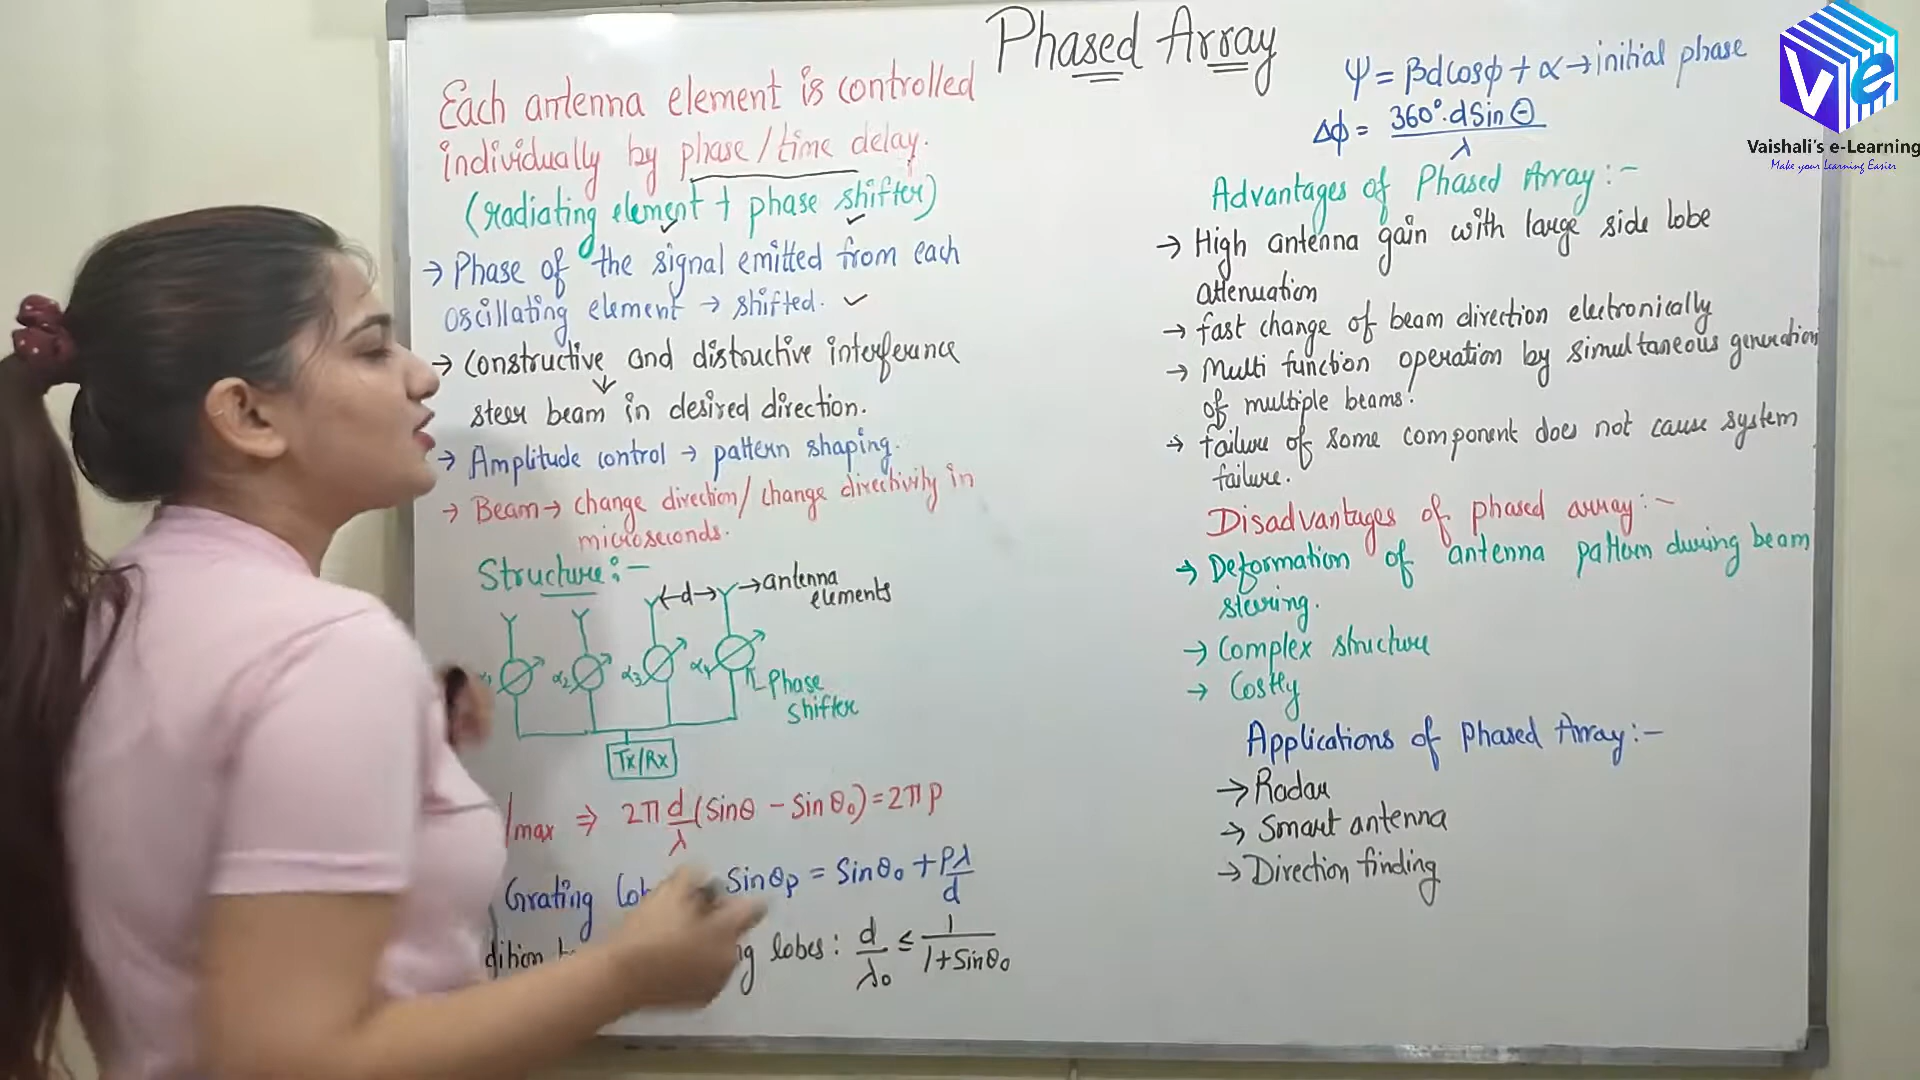 Phased Array
Each antenna element is controlled
individually by phase/time delay.
(radiating element + phase shifter)
→ Phase of the signal emitted from each
oscillating element → shifted. ✓
→ Constructive and distructive interference
↓
steer beam in desired direction.
→ Amplitude control → pattern shaping.
→ Beam → change direction/change directivity in
microseconds.
Structure:-
←d→ → antenna
elements
α2 α3 α4
Phase
Shifter
Tx/Rx
max ⇒ 2π d/λ (Sinθ - Sinθ₀) = 2πp
Grating Sinθp = Sinθ₀ + pλ/d
lobes: d/λ₀ ≤ 1/(1+Sinθ₀)
ψ = βdcosϕ + α → initial phase
Δϕ = 360°.dSinΘ/λ
Advantages of Phased Array:-
→ High antenna gain with large side lobe
attenuation
→ fast change of beam direction electronically
→ Multi function operation by simultaneous generation
of multiple beams.
→ failure of some component does not cause system
failure.
Disadvantages of phased array:-
→ Deformation of antenna pattern during beam
steering.
→ Complex structure
→ Costly
Applications of Phased Array:-
→ Radar
→ Smart antenna
→ Direction finding
Ve
Vaishali's e-Learning
Make your Learning Easier